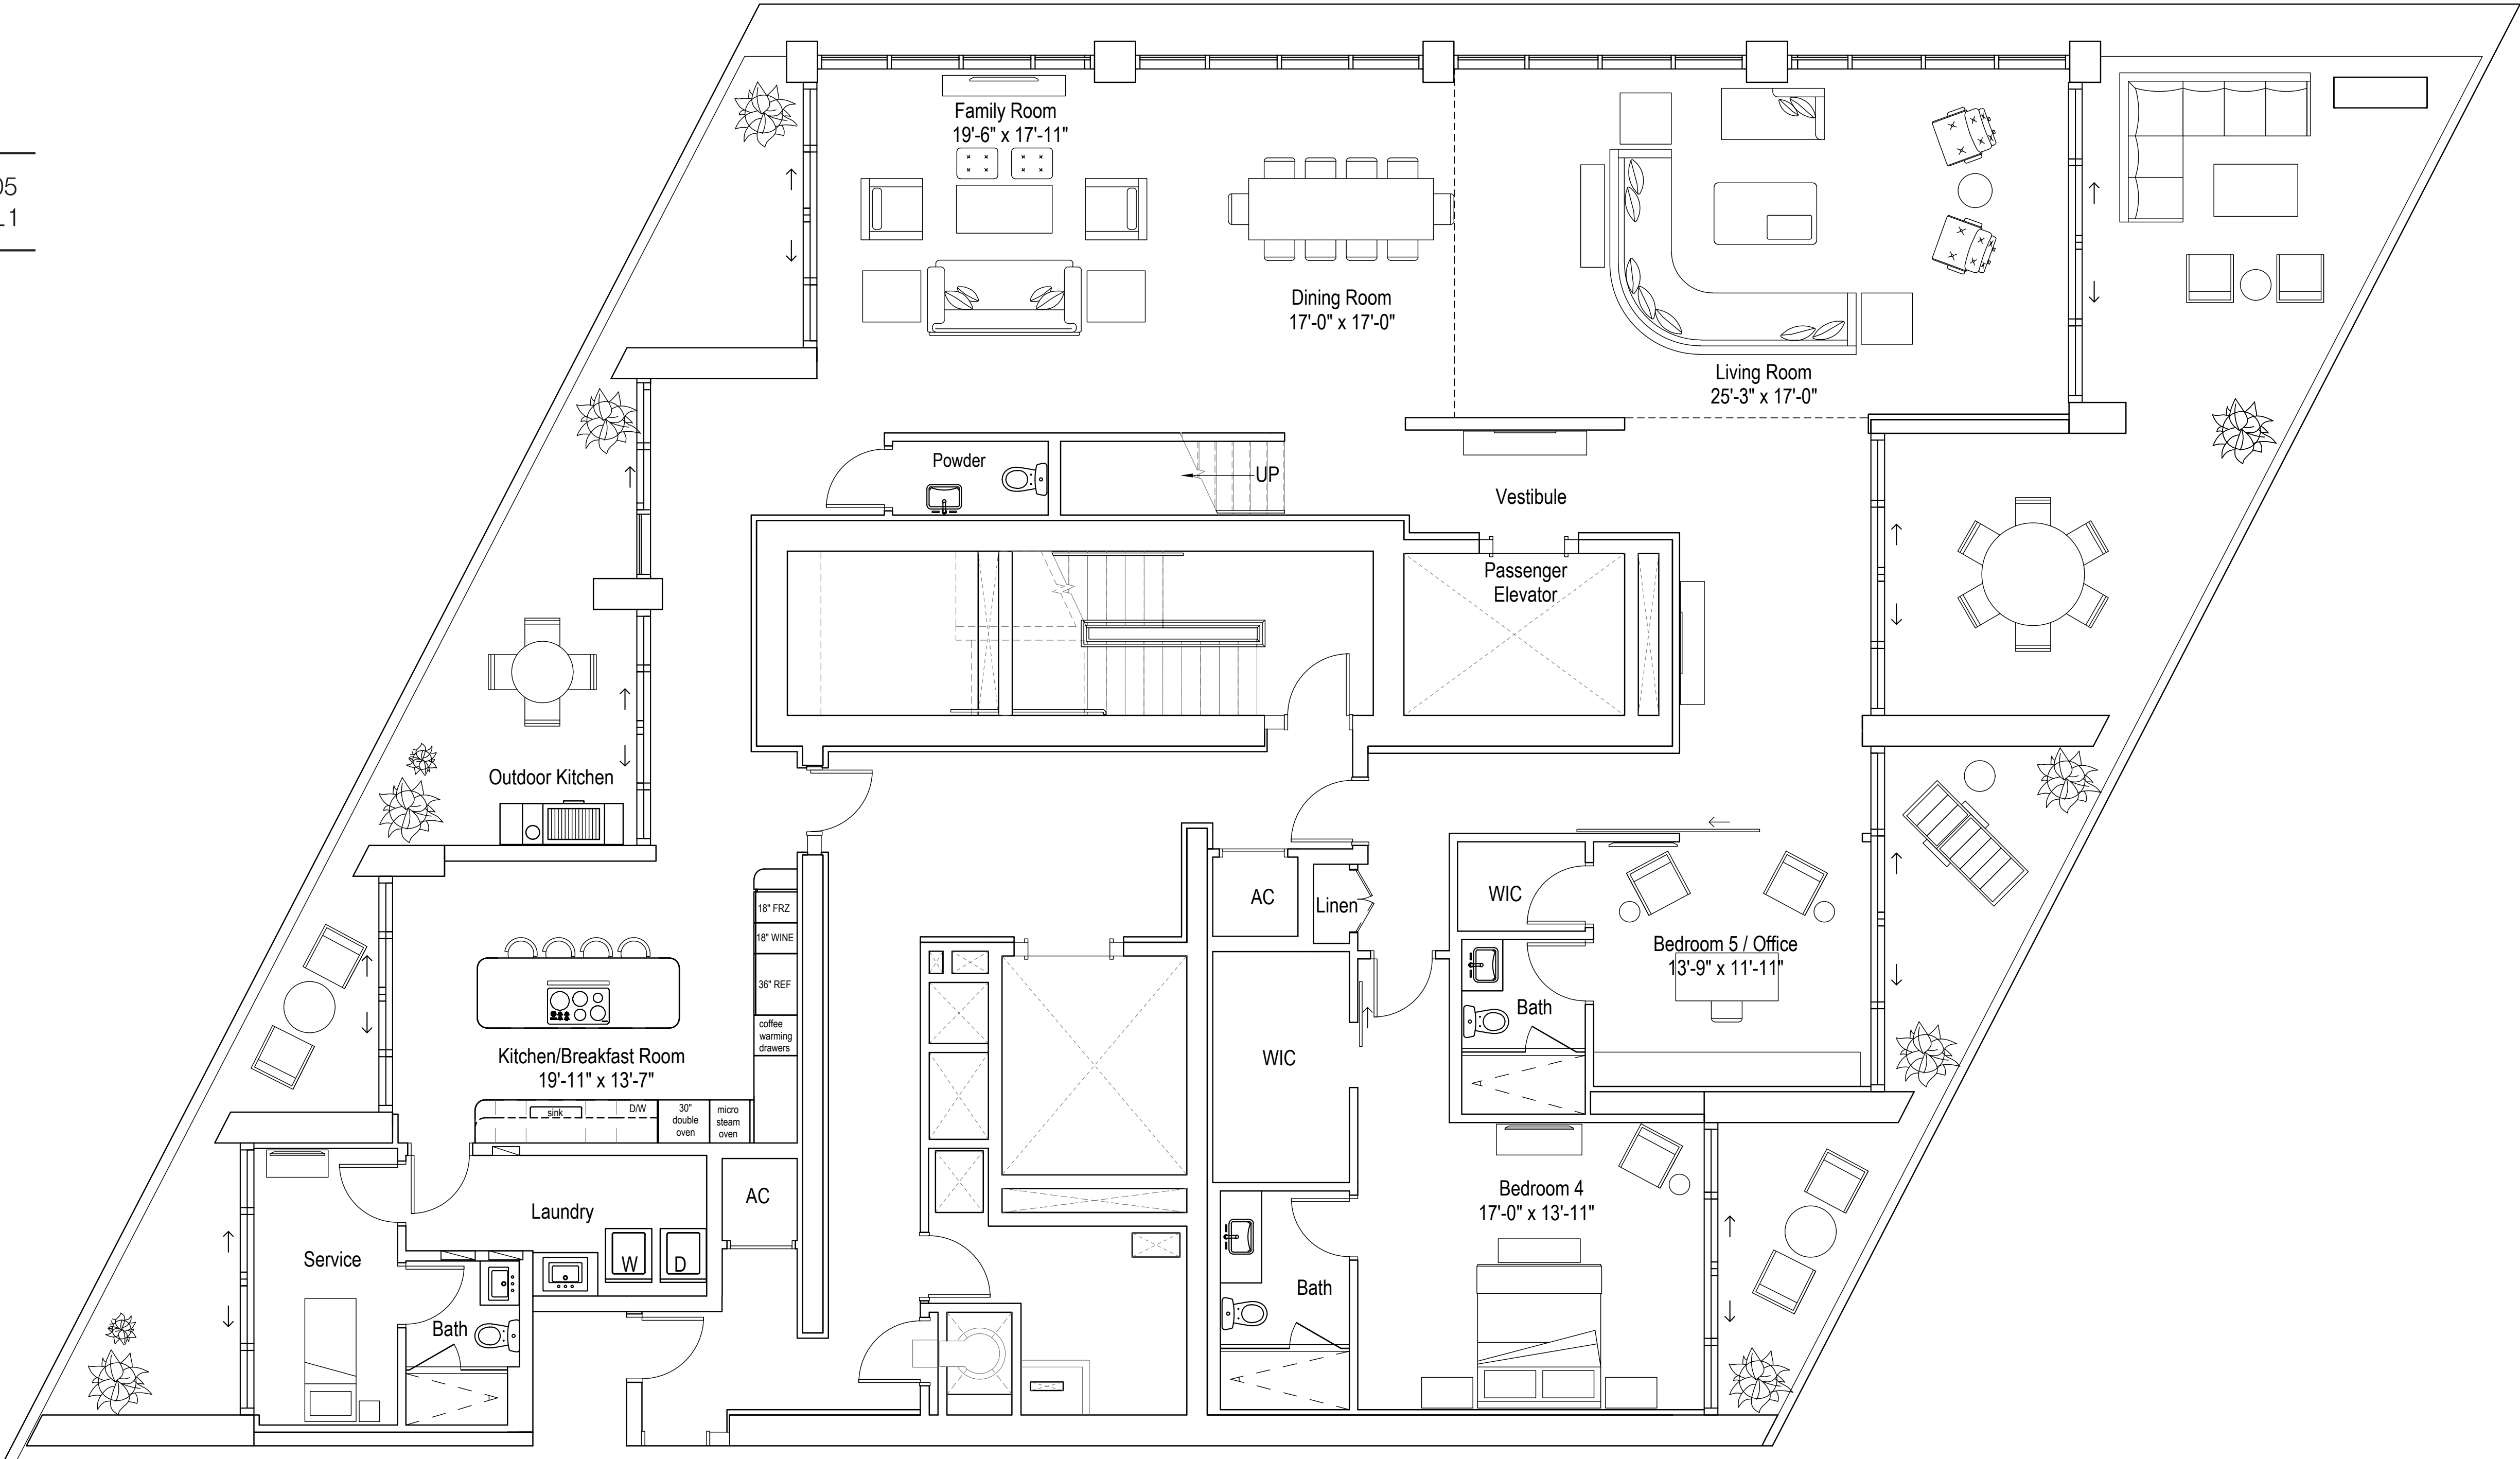 05
L1
Family Room
19'-6" x 17'-11"
Dining Room
17'-0" x 17'-0"
Living Room
25'-3" x 17'-0"
Powder
UP
Vestibule
Passenger
Elevator
Outdoor Kitchen
18" FRZ
18" WINE
36" REF
coffee
warming
drawers
Kitchen/Breakfast Room
19'-11" x 13'-7"
sink
D/W
30"
double
oven
micro
steam
oven
AC
Linen
WIC
Bedroom 5 / Office
13'-9" x 11'-11"
Bath
WIC
Bedroom 4
17'-0" x 13'-11"
Bath
Laundry
AC
W
D
Service
Bath